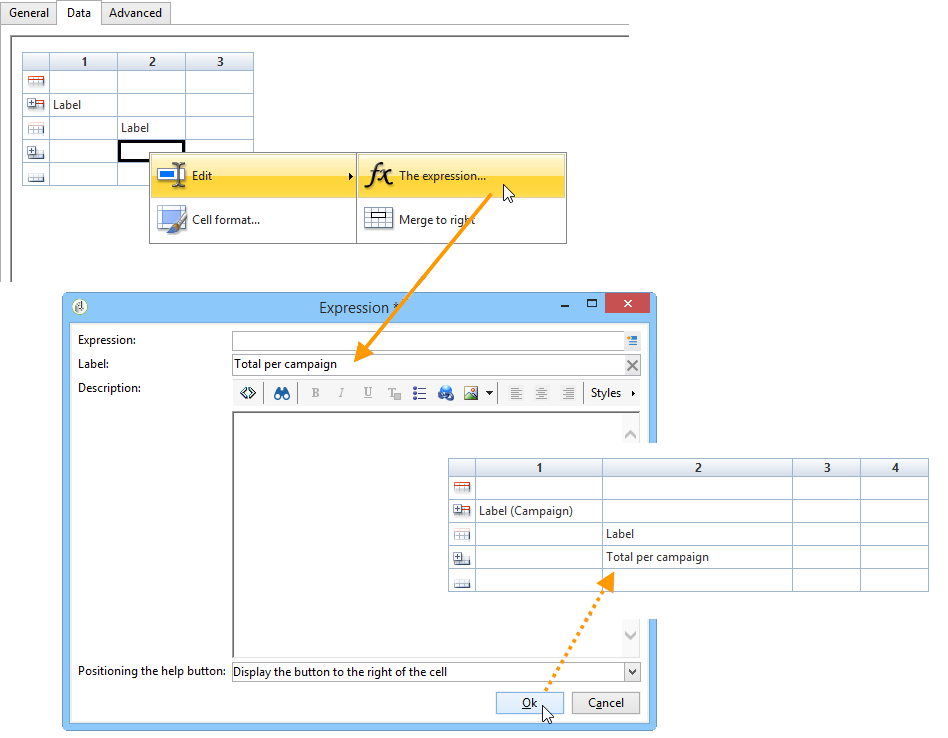 General Data Advanced
1 2 3
Label
Label
Edit
fx The expression...
Cell format...
Merge to right
Expression *
Expression:
Label: Total per campaign
Description:
B I U T Styles
1 2 3 4
Label (Campaign)
Label
Total per campaign
Positioning the help button: Display the button to the right of the cell
Ok Cancel